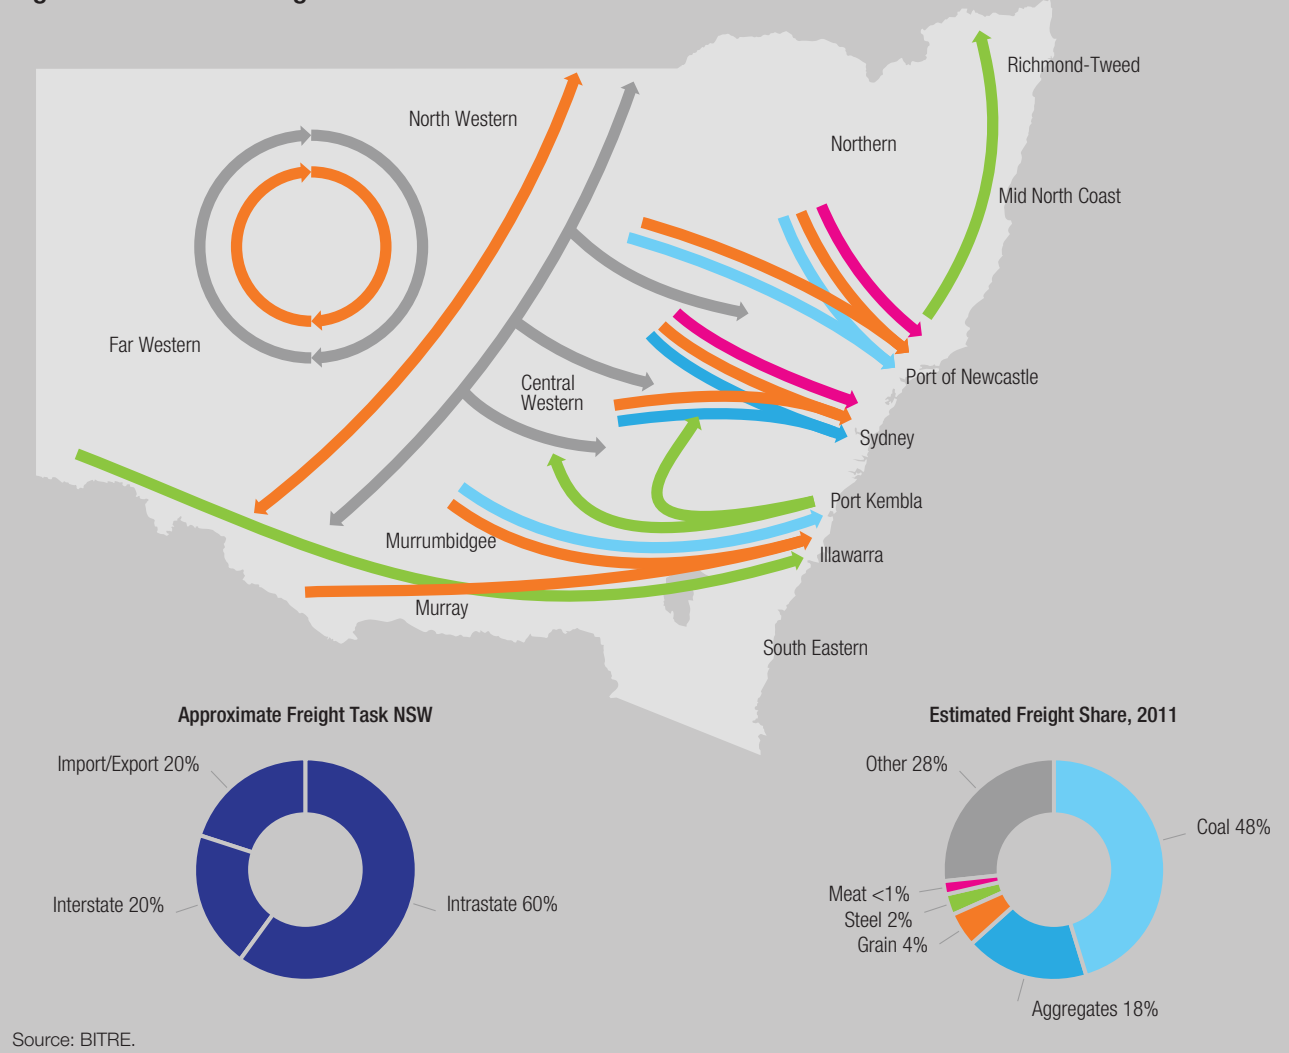 Richmond-Tweed
North Western
Northern
Mid North Coast
Far Western
Port of Newcastle
Central
Western
Sydney
Port Kembla
Murrumbidgee
Illawarra
Murray
South Eastern
Approximate Freight Task NSW
Import/Export 20%
Interstate 20%
Intrastate 60%
Estimated Freight Share, 2011
Other 28%
Coal 48%
Meat <1%
Steel 2%
Grain 4%
Aggregates 18%
Source: BITRE.